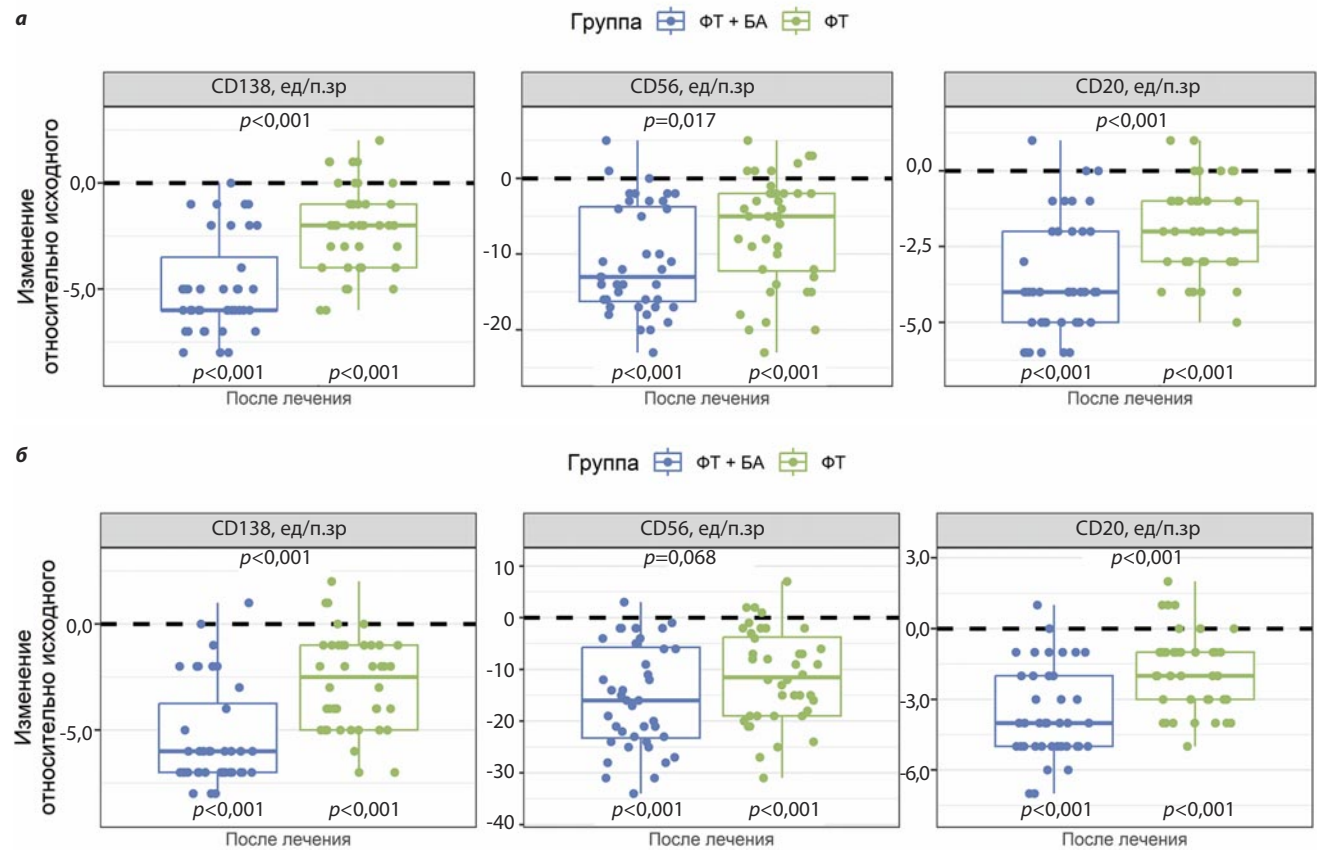 а
Группа ФТ + БА ФТ
CD138, ед/п.зр CD56, ед/п.зр CD20, ед/п.зр
p<0,001 p=0,017 p<0,001
Изменение
относительно исходного
0,0
-5,0
0
-10
-20
0,0
-2,5
-5,0
p<0,001 p<0,001 p<0,001 p<0,001 p<0,001 p<0,001
После лечения После лечения После лечения
б
Группа ФТ + БА ФТ
CD138, ед/п.зр CD56, ед/п.зр CD20, ед/п.зр
p<0,001 p=0,068 p<0,001
Изменение
относительно исходного
0,0
-5,0
10
0
-10
-20
-30
-40
3,0
0,0
-3,0
-6,0
p<0,001 p<0,001 p<0,001 p<0,001 p<0,001 p<0,001
После лечения После лечения После лечения